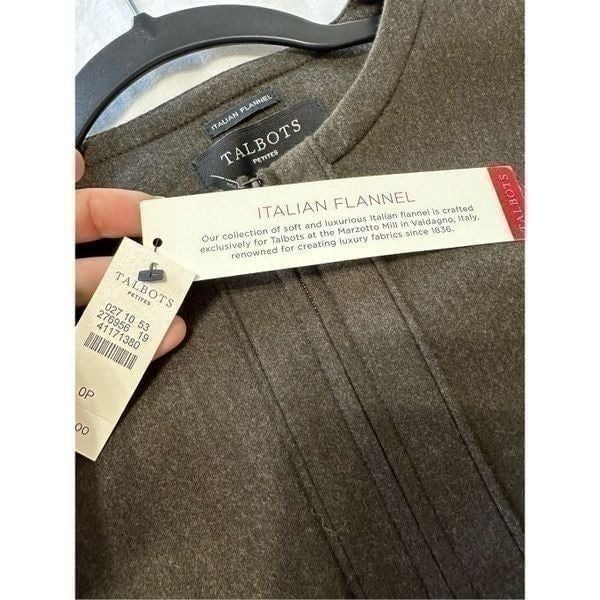 ITALIAN FLANNEL
TALBOTS
PETITES
ITALIAN FLANNEL
Our collection of soft and luxurious Italian flannel is crafted
exclusively for Talbots at the Marzotto Mill in Valdagno, Italy,
renowned for creating luxury fabrics since 1836.
TALBOTS
TALBOTS
PETITES
027 10 53
276956 19
41171380
0P
00